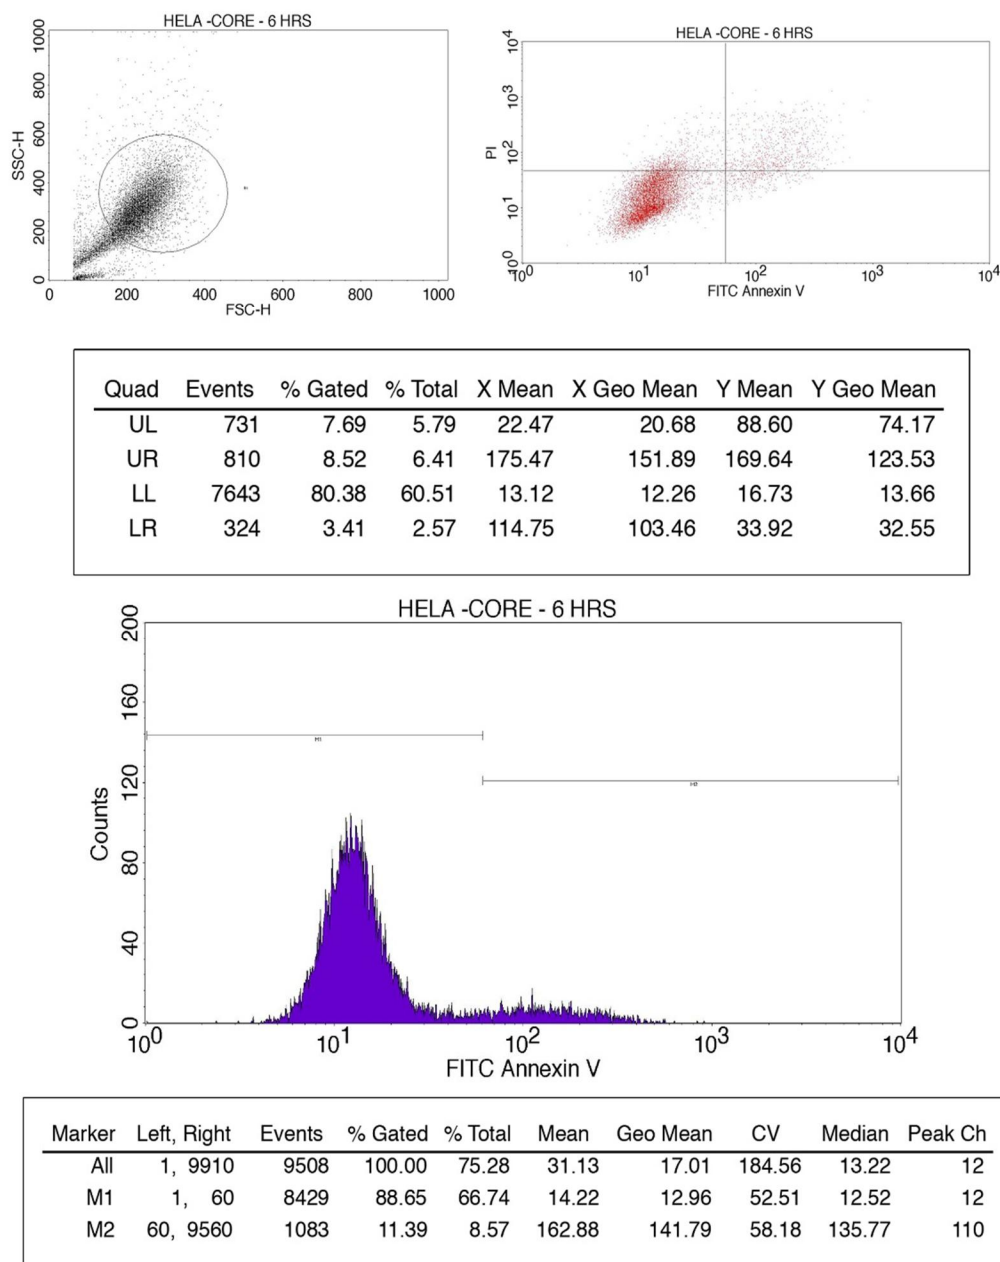 HELA -CORE - 6 HRS
1000
800
600
400
200
0
SSC-H
0 200 400 600 800 1000
FSC-H
HELA -CORE - 6 HRS
10^4
10^3
10^2
10^1
10^0
PI
10^0 10^1 10^2 10^3 10^4
FITC Annexin V
Quad Events % Gated % Total X Mean X Geo Mean Y Mean Y Geo Mean
UL 731 7.69 5.79 22.47 20.68 88.60 74.17
UR 810 8.52 6.41 175.47 151.89 169.64 123.53
LL 7643 80.38 60.51 13.12 12.26 16.73 13.66
LR 324 3.41 2.57 114.75 103.46 33.92 32.55
HELA -CORE - 6 HRS
200
160
120
80
40
0
Counts
M1
10^0 10^1 10^2 10^3 10^4
FITC Annexin V
Marker Left, Right Events % Gated % Total Mean Geo Mean CV Median Peak Ch
All 1, 9910 9508 100.00 75.28 31.13 17.01 184.56 13.22 12
M1 1, 60 8429 88.65 66.74 14.22 12.96 52.51 12.52 12
M2 60, 9560 1083 11.39 8.57 162.88 141.79 58.18 135.77 110